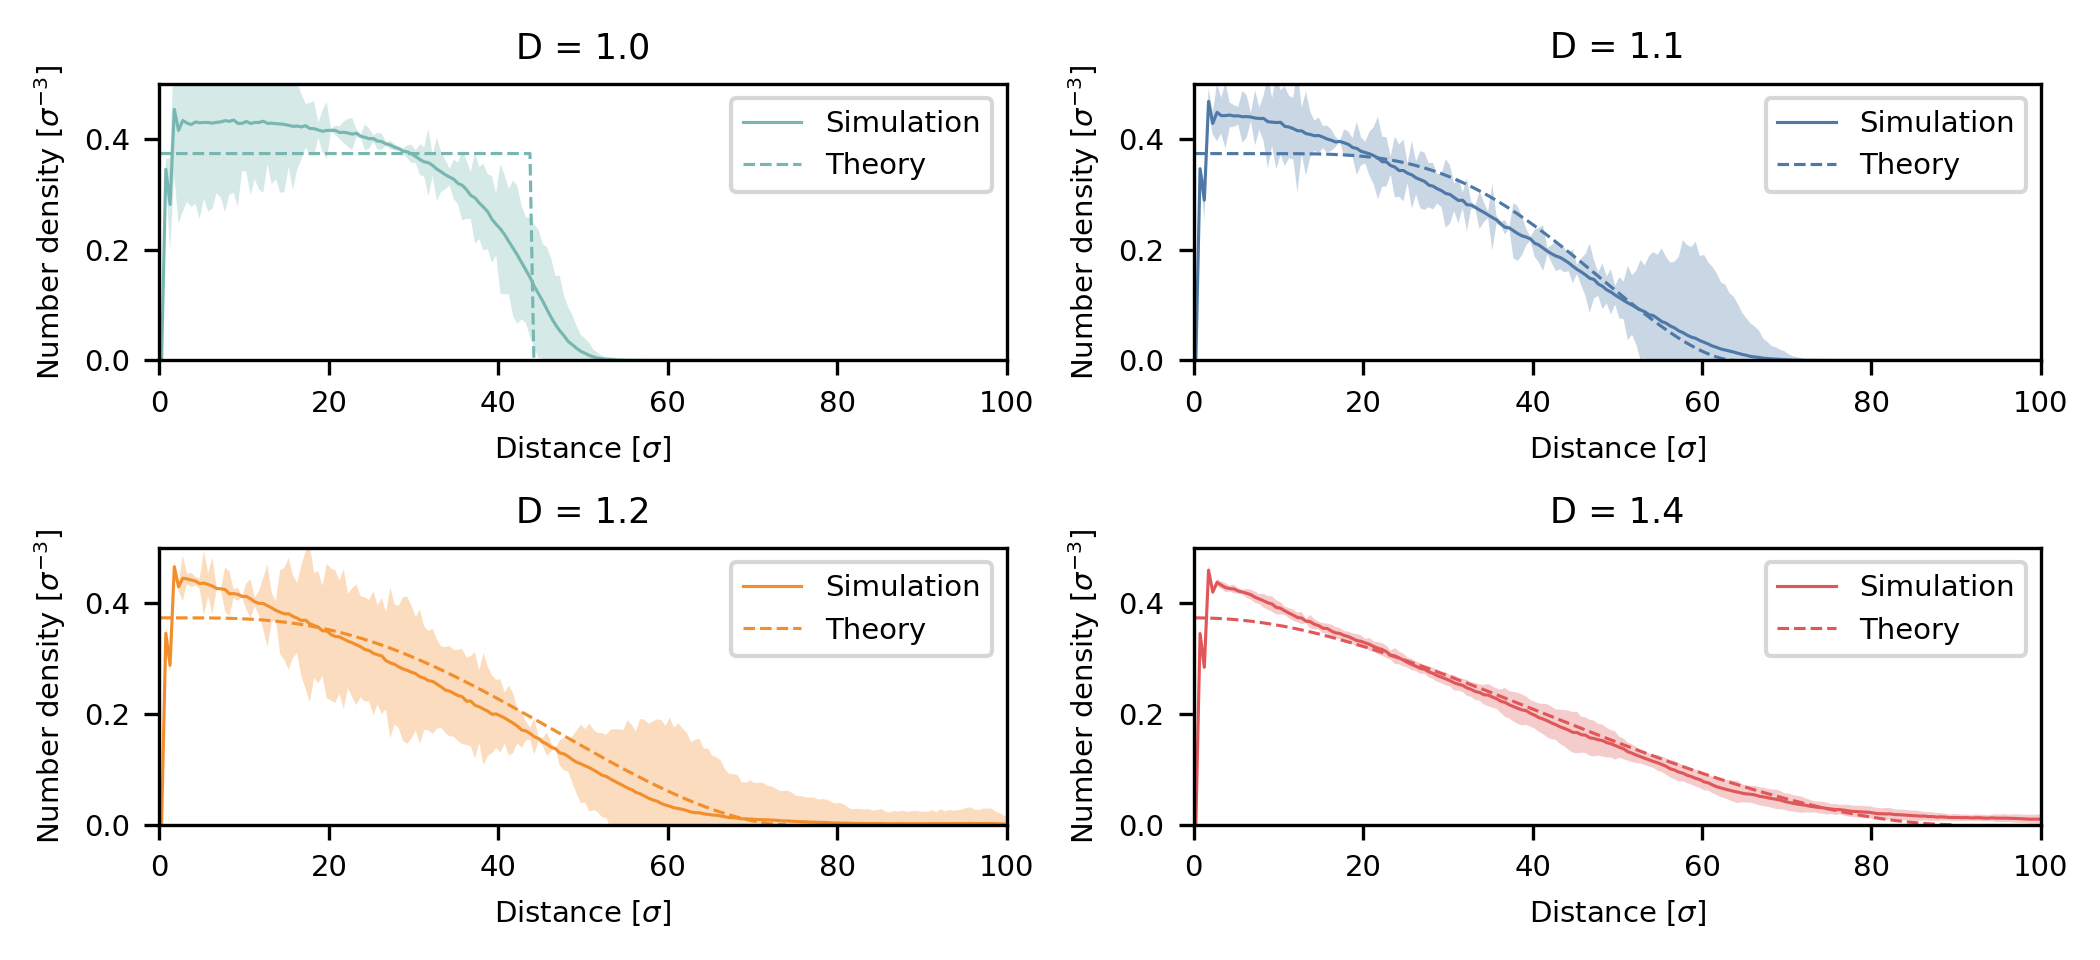 D = 1.0
Number density [σ⁻³]
0.4
0.2
0.0
Simulation
Theory
0 20 40 60 80 100
Distance [σ]
D = 1.1
Number density [σ⁻³]
0.4
0.2
0.0
Simulation
Theory
0 20 40 60 80 100
Distance [σ]
D = 1.2
Number density [σ⁻³]
0.4
0.2
0.0
Simulation
Theory
0 20 40 60 80 100
Distance [σ]
D = 1.4
Number density [σ⁻³]
0.4
0.2
0.0
Simulation
Theory
0 20 40 60 80 100
Distance [σ]